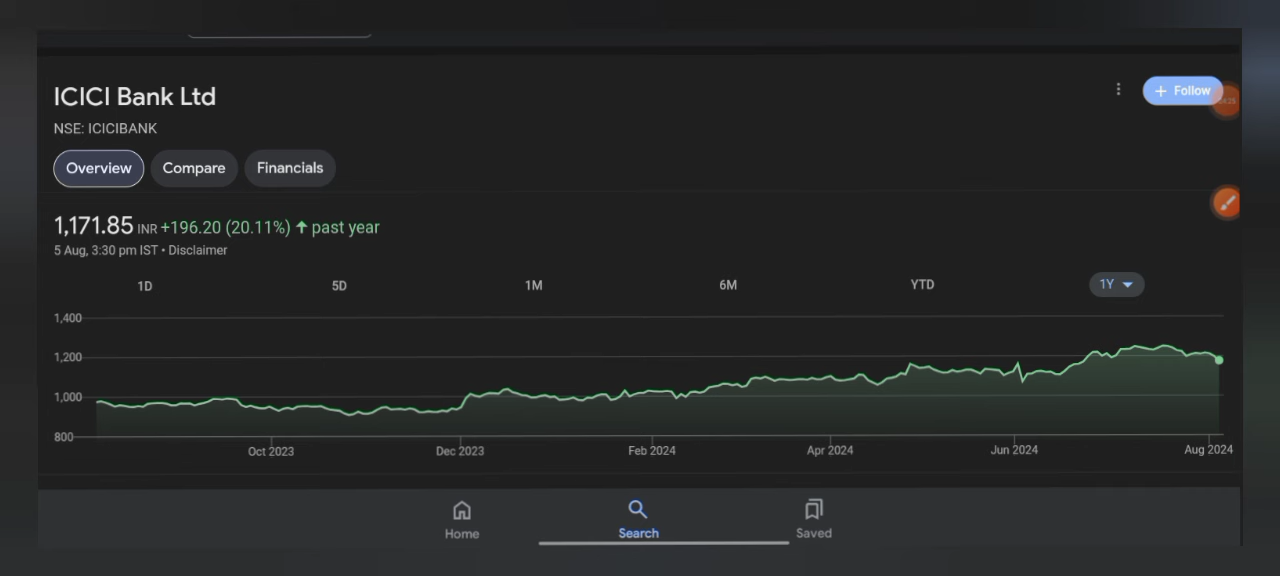 ICICI Bank Ltd
+ Follow
NSE: ICICIBANK
Overview Compare Financials
1,171.85 INR +196.20 (20.11%) ↑ past year
5 Aug, 3:30 pm IST • Disclaimer
1D 5D 1M 6M YTD 1Y
1,400
1,200
1,000
800
Oct 2023 Dec 2023 Feb 2024 Apr 2024 Jun 2024 Aug 2024
Home Search Saved